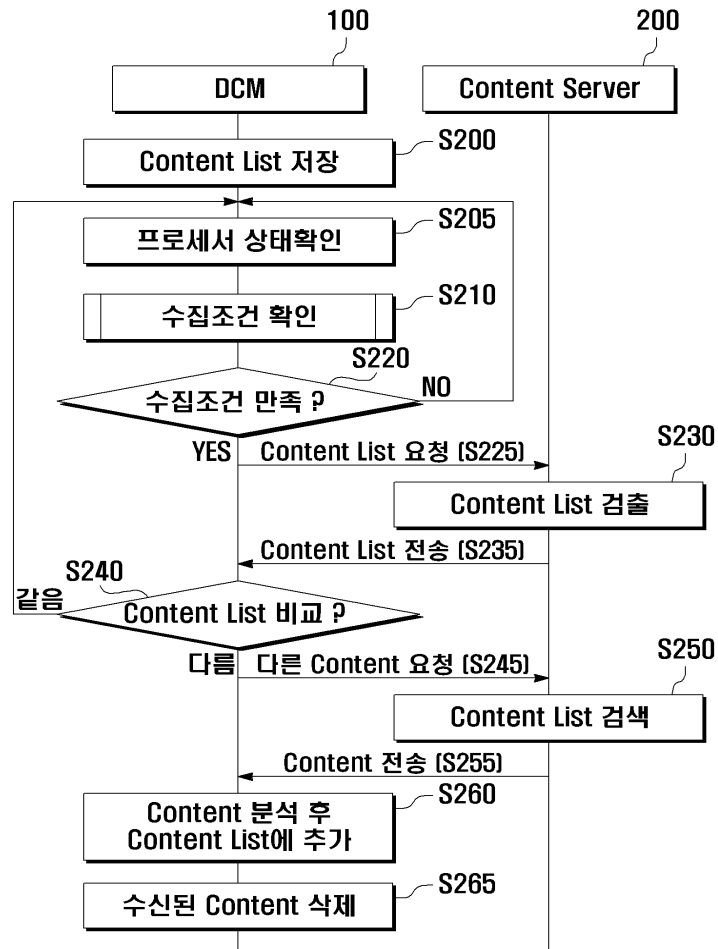 100
200
DCM
Content Server
S200
Content List 저장
S205
프로세서 상태확인
S210
수집조건 확인
S220
수집조건 만족 ?
NO
YES
Content List 요청 (S225)
S230
Content List 검출
Content List 전송 (S235)
S240
같음
Content List 비교 ?
다름
다른 Content 요청 (S245)
S250
Content List 검색
Content 전송 (S255)
S260
Content 분석 후
Content List에 추가
S265
수신된 Content 삭제